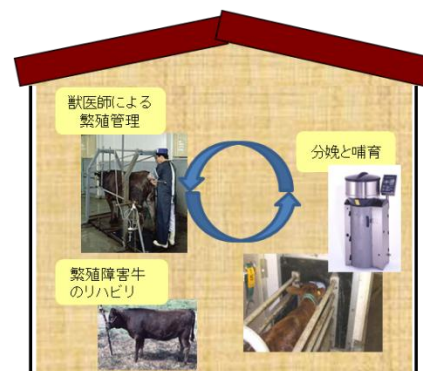 獣医師による
繁殖管理
分娩と哺育
繁殖障害牛
のリハビリ